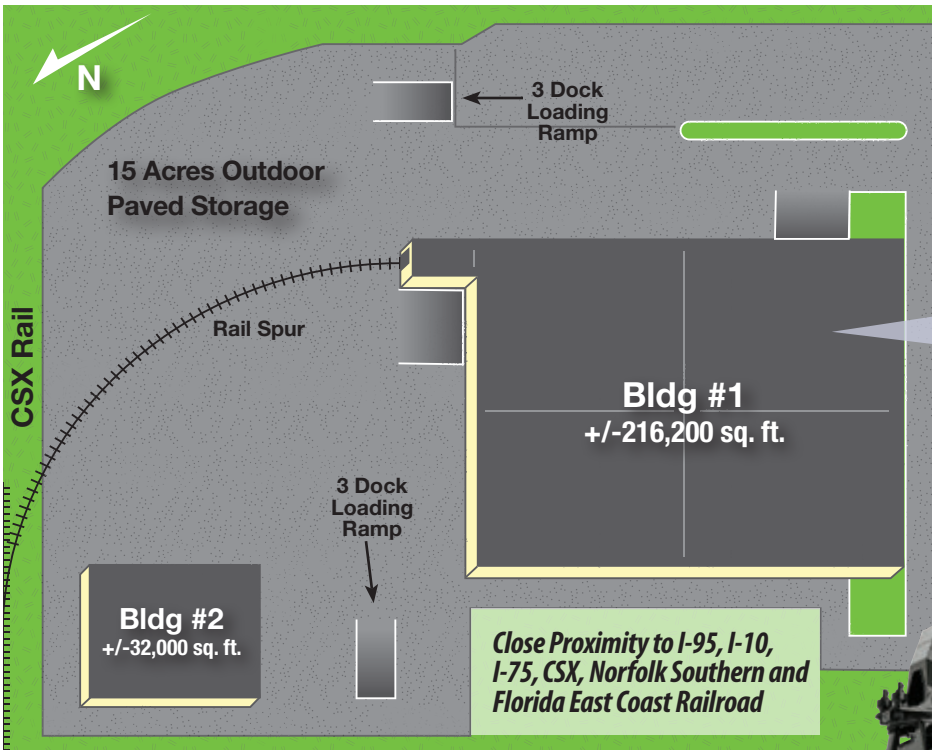 N
3 Dock
Loading
Ramp
15 Acres Outdoor
Paved Storage
CSX Rail
Rail Spur
Bldg #1
+/-216,200 sq. ft.
3 Dock
Loading
Ramp
Bldg #2
+/-32,000 sq. ft.
Close Proximity to I-95, I-10,
I-75, CSX, Norfolk Southern and
Florida East Coast Railroad